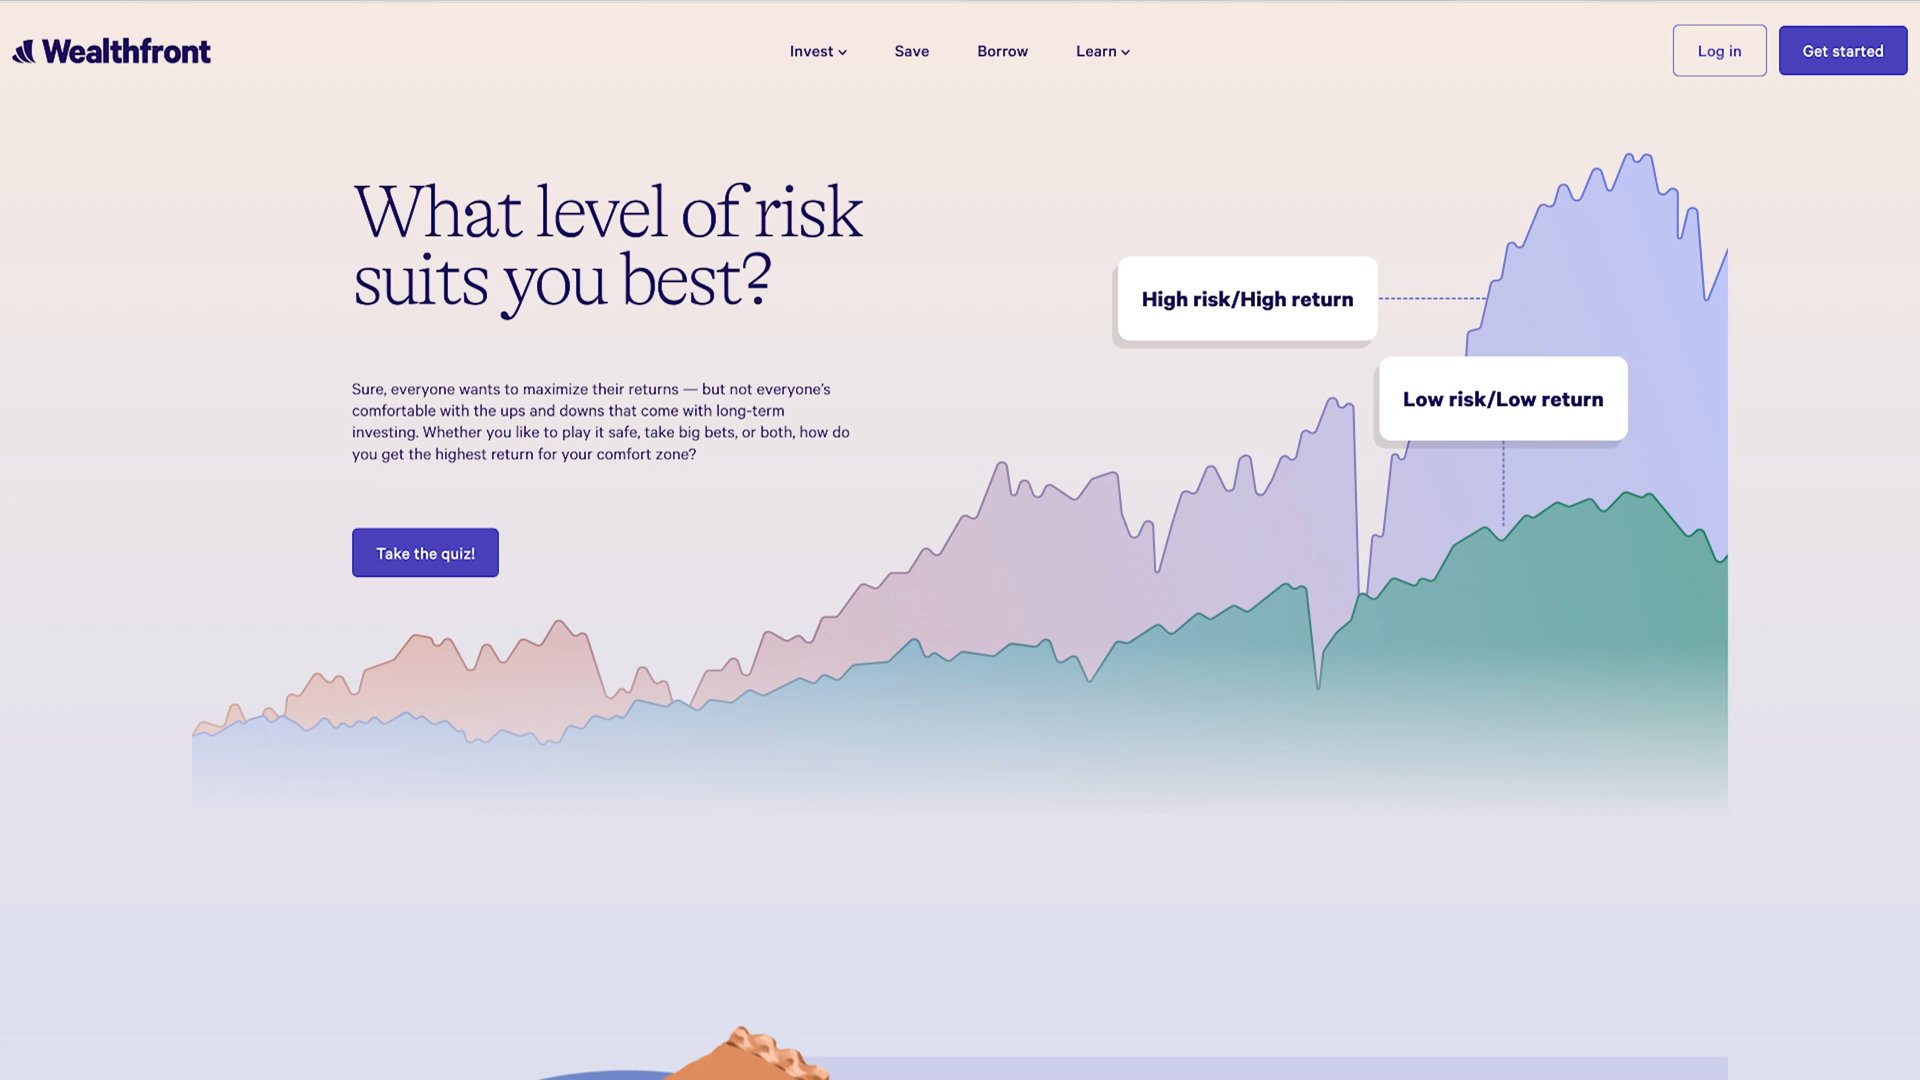 Wealthfront
Invest
Save
Borrow
Learn
Log in
Get started
What level of risk
suits you best?
Sure, everyone wants to maximize their returns — but not everyone's
comfortable with the ups and downs that come with long-term
investing. Whether you like to play it safe, take big bets, or both, how do
you get the highest return for your comfort zone?
Take the quiz!
High risk/High return
Low risk/Low return